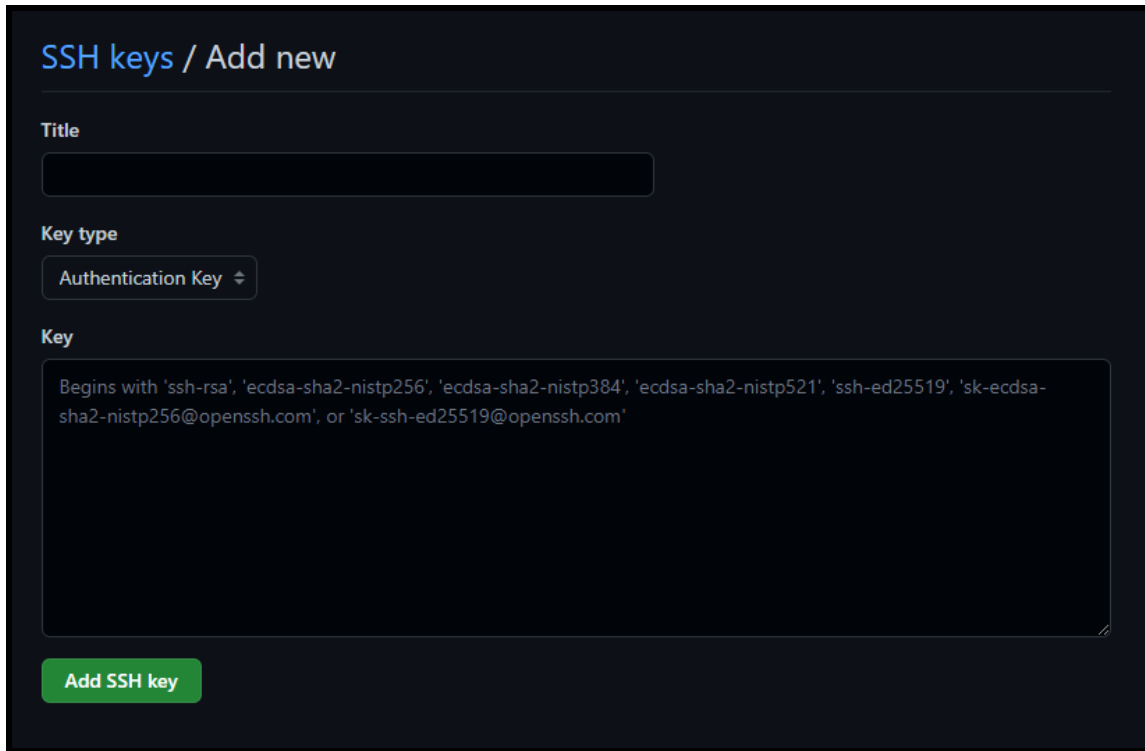 SSH keys / Add new
Title
Key type
Authentication Key
Key
Begins with 'ssh-rsa', 'ecdsa-sha2-nistp256', 'ecdsa-sha2-nistp384', 'ecdsa-sha2-nistp521', 'ssh-ed25519', 'sk-ecdsa-
sha2-nistp256@openssh.com', or 'sk-ssh-ed25519@openssh.com'
Add SSH key